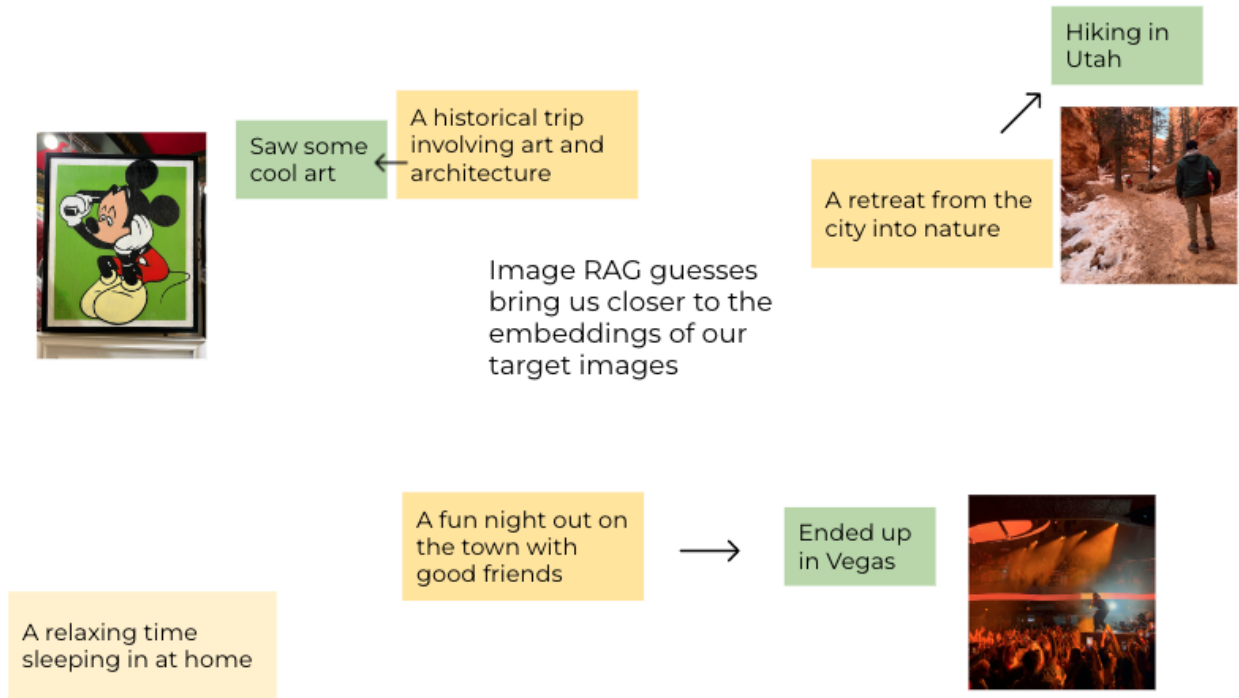 Hiking in
Utah
Saw some
cool art
A historical trip
involving art and
architecture
A retreat from the
city into nature
Image RAG guesses
bring us closer to the
embeddings of our
target images
A fun night out on
the town with
good friends
Ended up
in Vegas
A relaxing time
sleeping in at home